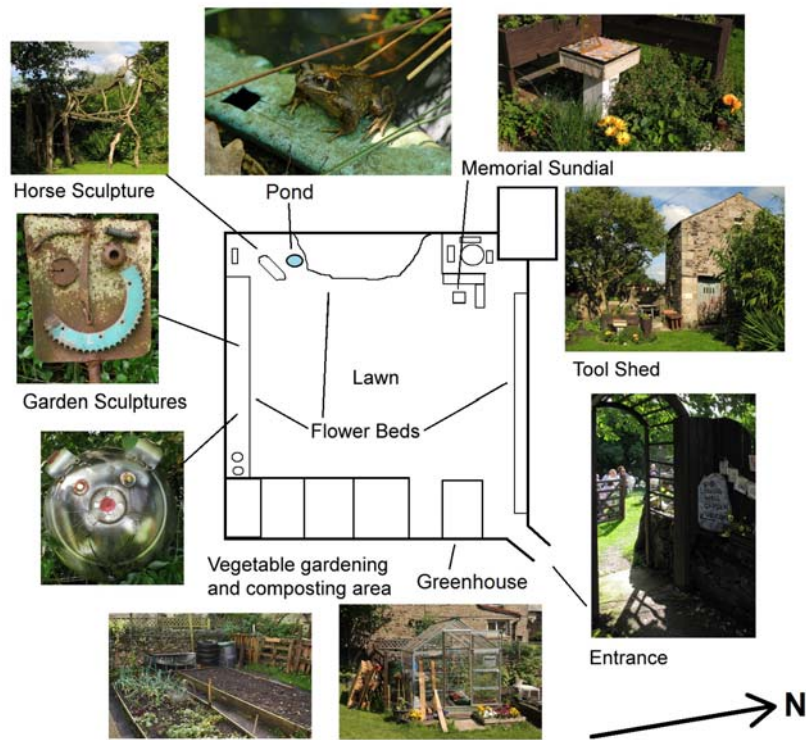 Horse Sculpture
Pond
Memorial Sundial
Garden Sculptures
Lawn
Tool Shed
Flower Beds
Vegetable gardening
and composting area
Greenhouse
Entrance
N